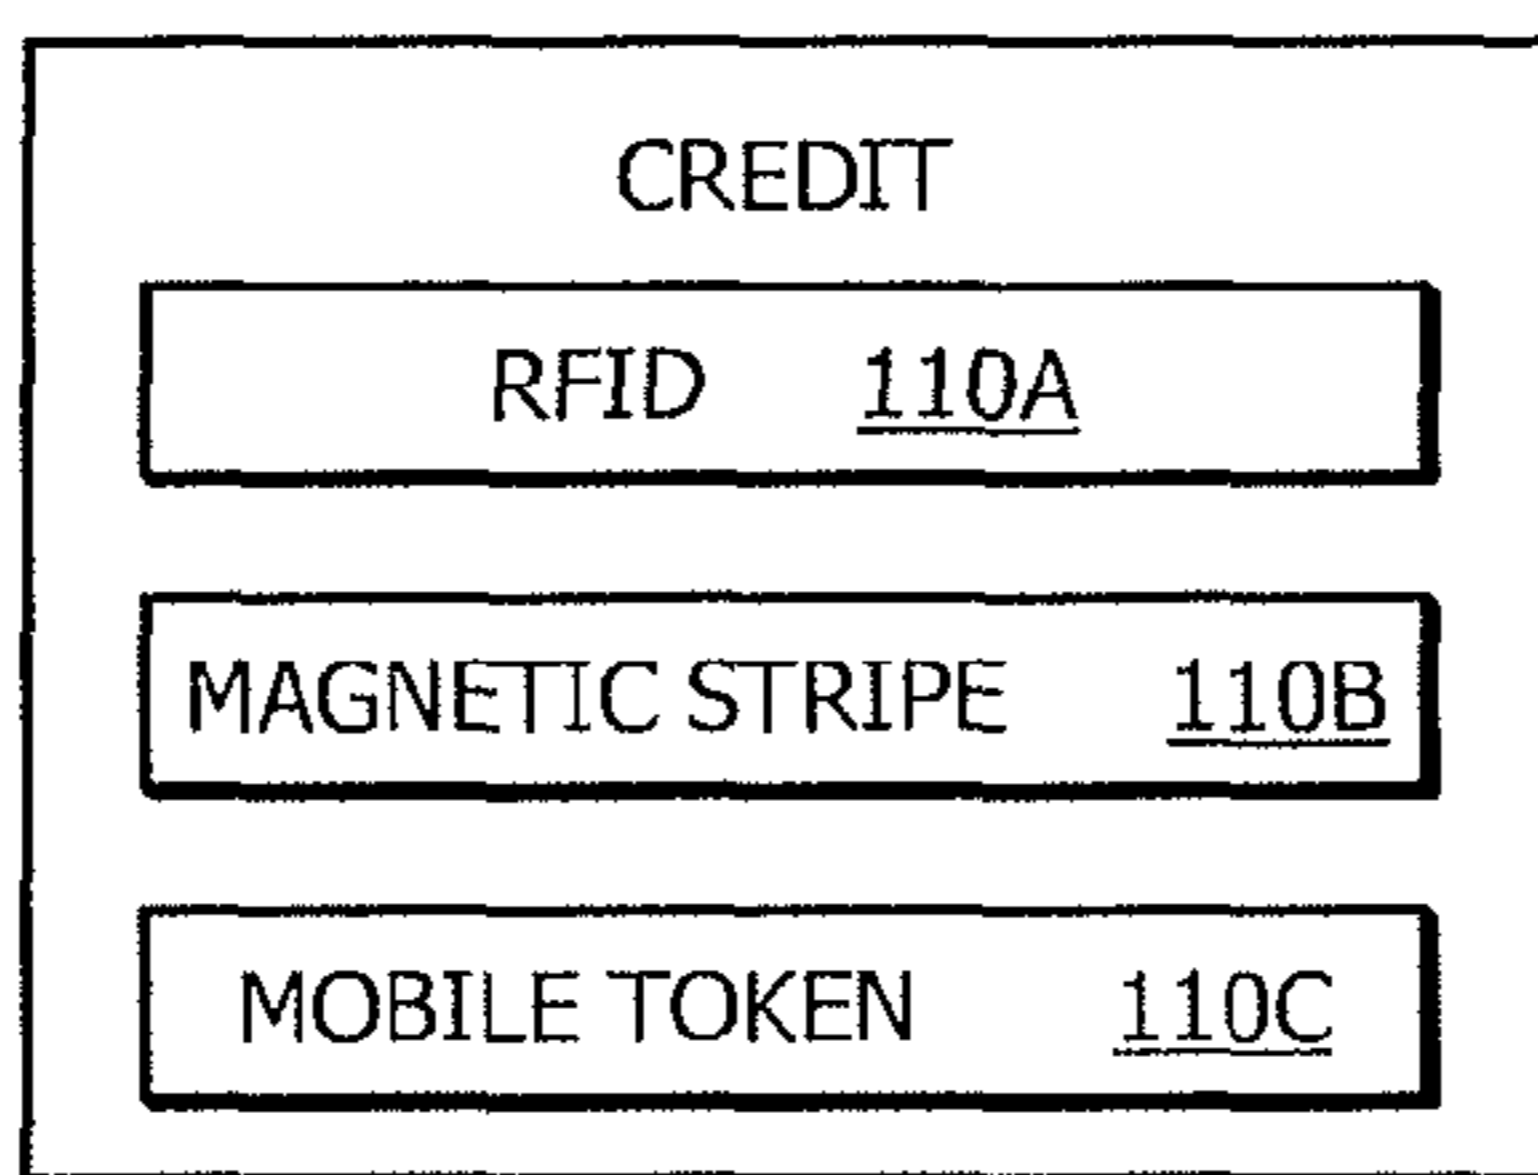 CREDIT
RFID 110A
MAGNETIC STRIPE 110B
MOBILE TOKEN 110C